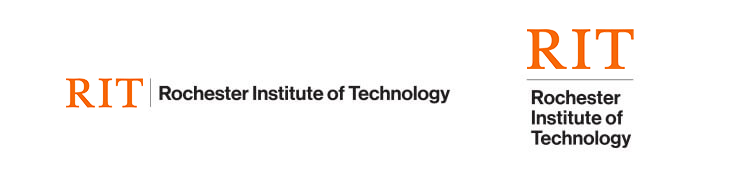 RIT Rochester Institute of Technology
RIT
Rochester
Institute of
Technology